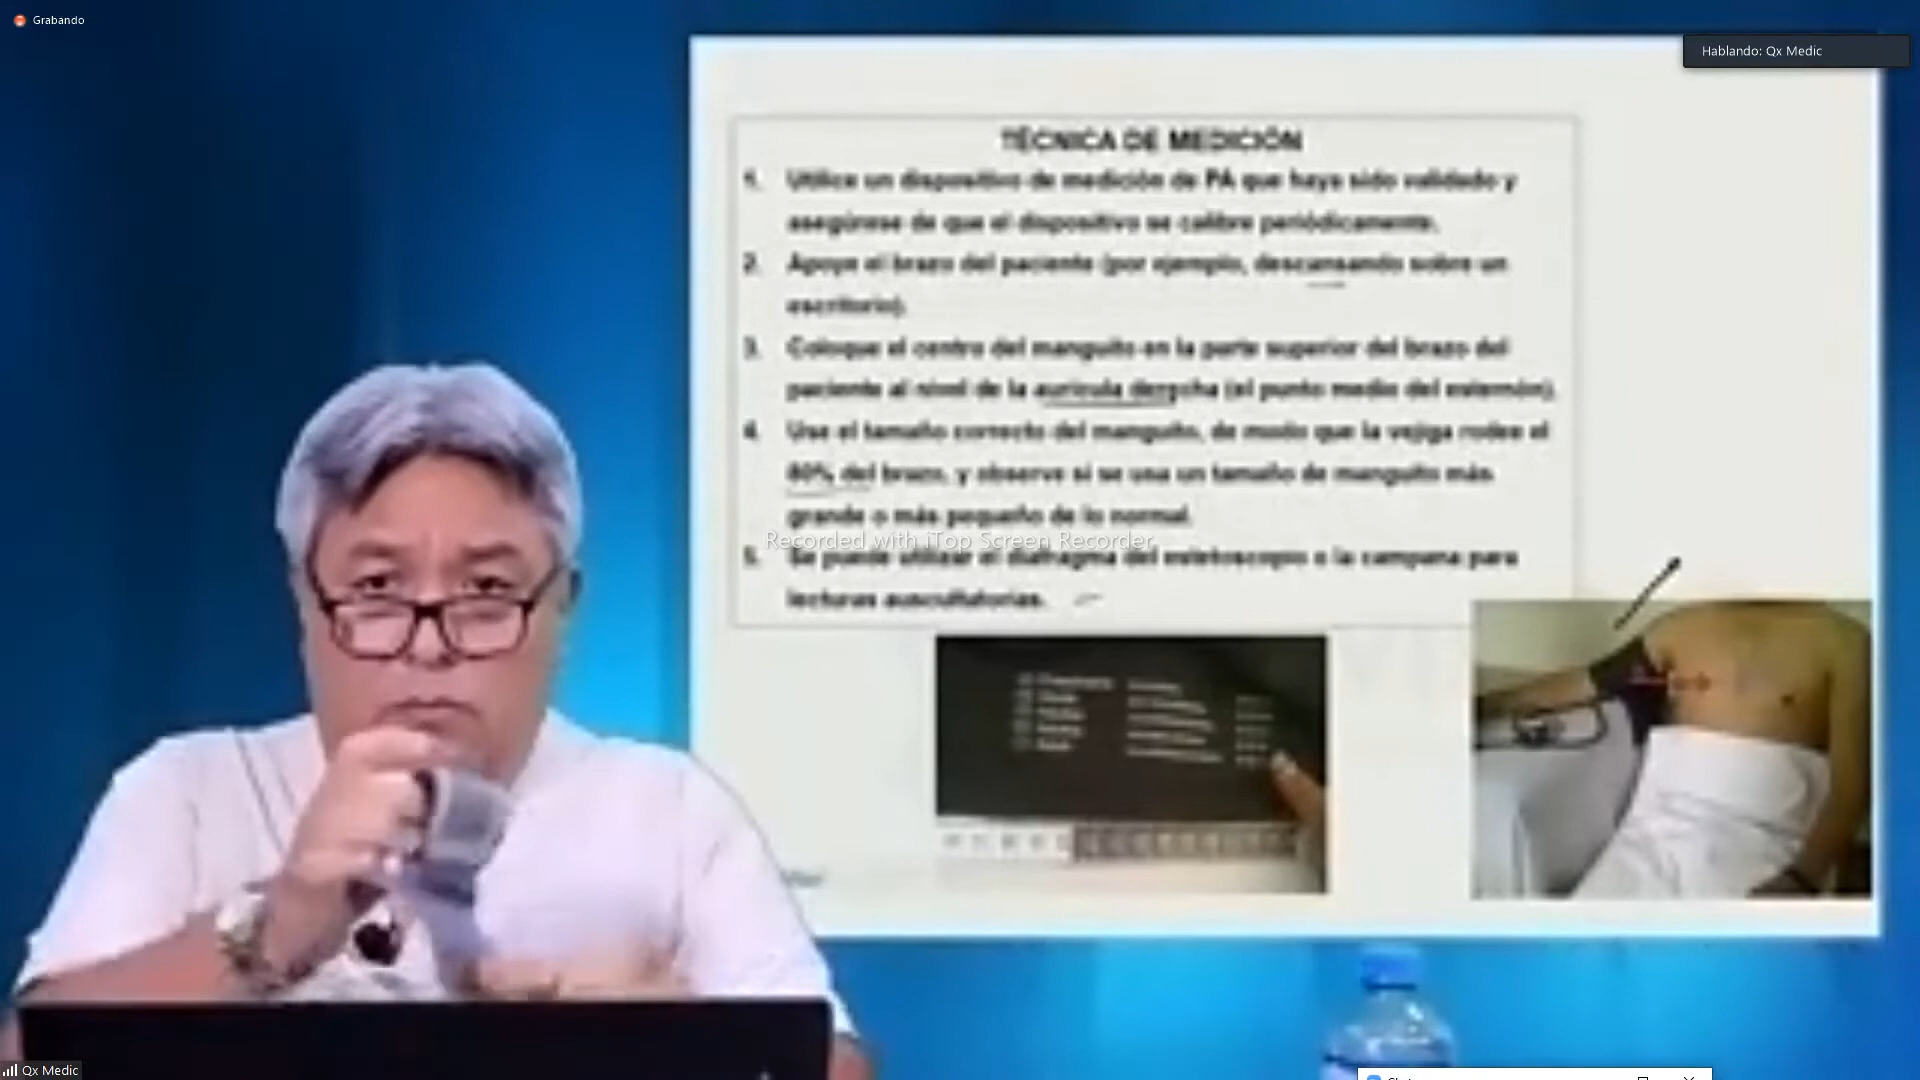 Grabando
Hablando: Qx Medic
TÉCNICA DE MEDICIÓN
1. Utilice un dispositivo de medición de PA que haya sido validado y
asegúrese de que el dispositivo se calibre periódicamente.
2. Apoye el brazo del paciente (por ejemplo, descansando sobre un
escritorio).
3. Coloque el centro del manguito en la parte superior del brazo del
paciente al nivel de la aurícula derecha (el punto medio del esternón).
4. Use el tamaño correcto del manguito, de modo que la vejiga rodee el
80% del brazo, y observe si se usa un tamaño de manguito más
grande o más pequeño de lo normal.
Recorded with iTop Screen Recorder
5. Se puede utilizar el diafragma del estetoscopio o la campana para
lecturas auscultatorias.
Qx Medic